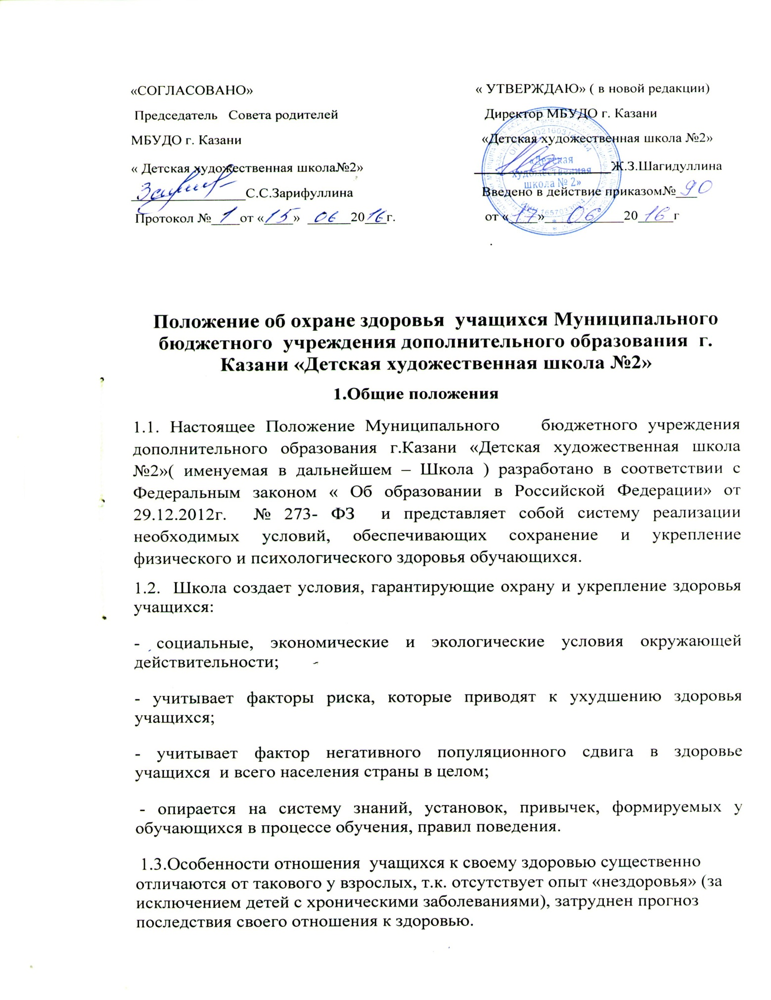 «СОГЛАСОВАНО»
Председатель Совета родителей
МБУДО г. Казани
« Детская художественная школа№2»
________________С.С.Зарифуллина
Протокол №_1_от «15» 06 2016г.
« УТВЕРЖДАЮ» ( в новой редакции)
Директор МБУДО г. Казани
«Детская художественная школа №2»
________________Ж.З.Шагидуллина
Введено в действие приказом№ 90
от «17» 06 2016 г
«Детская
художественная
школа № 2»
ИНН 1657033004
Положение об охране здоровья учащихся Муниципального
бюджетного учреждения дополнительного образования г.
Казани «Детская художественная школа №2»
1.Общие положения
1.1. Настоящее Положение Муниципального бюджетного учреждения
дополнительного образования г.Казани «Детская художественная школа
№2»( именуемая в дальнейшем – Школа ) разработано в соответствии с
Федеральным законом « Об образовании в Российской Федерации» от
29.12.2012г. № 273- ФЗ и представляет собой систему реализации
необходимых условий, обеспечивающих сохранение и укрепление
физического и психологического здоровья обучающихся.
1.2. Школа создает условия, гарантирующие охрану и укрепление здоровья
учащихся:
- социальные, экономические и экологические условия окружающей
действительности;
- учитывает факторы риска, которые приводят к ухудшению здоровья
учащихся;
- учитывает фактор негативного популяционного сдвига в здоровье
учащихся и всего населения страны в целом;
- опирается на систему знаний, установок, привычек, формируемых у
обучающихся в процессе обучения, правил поведения.
1.3.Особенности отношения учащихся к своему здоровью существенно
отличаются от такового у взрослых, т.к. отсутствует опыт «нездоровья» (за
исключением детей с хроническими заболеваниями), затруднен прогноз
последствия своего отношения к здоровью.